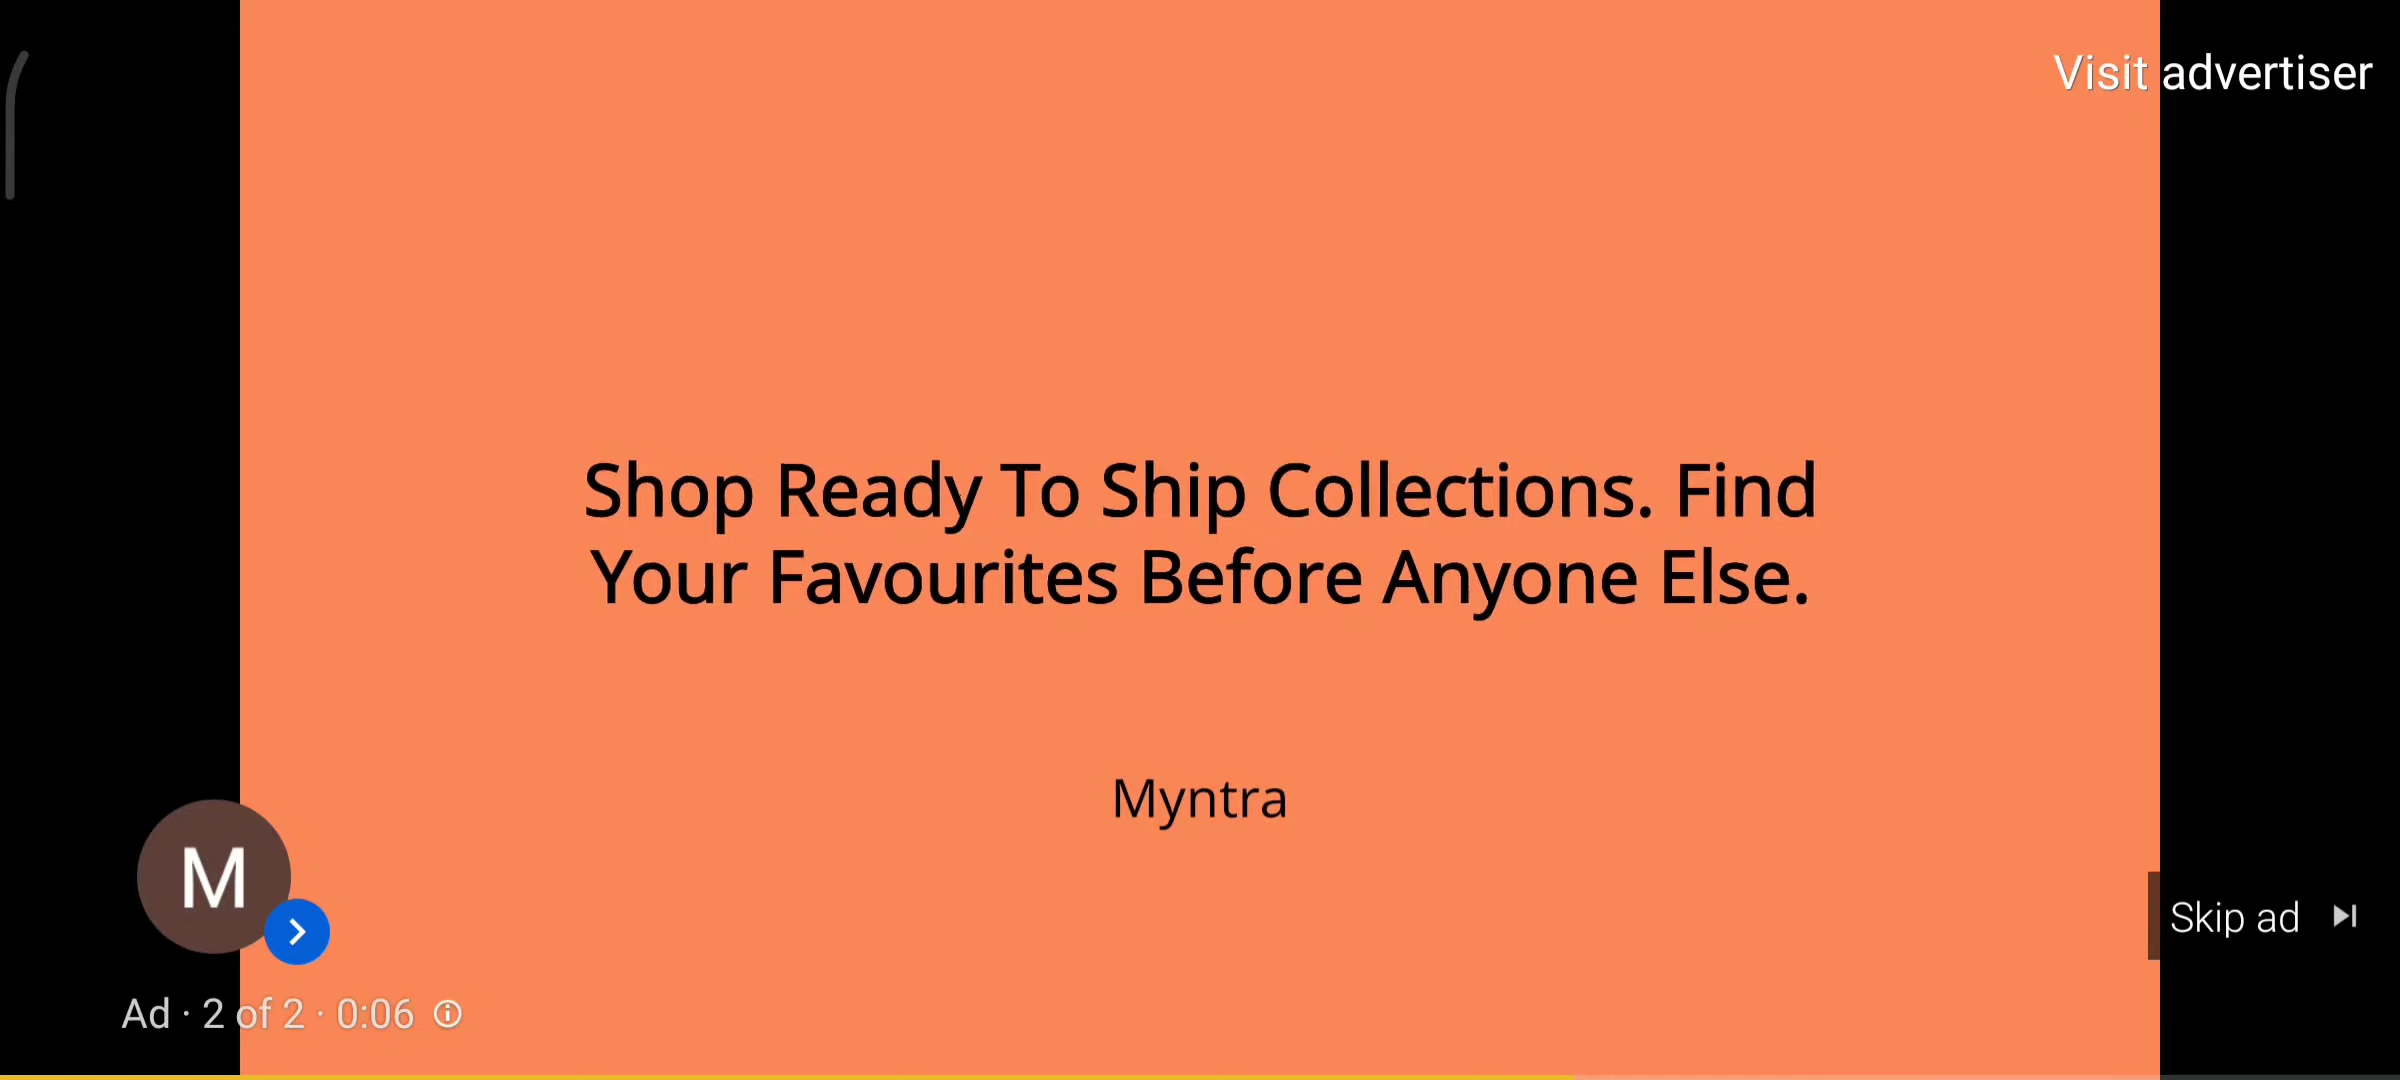 Visit advertiser
Shop Ready To Ship Collections. Find
Your Favourites Before Anyone Else.
Myntra
M
Skip ad
Ad · 2 of 2 · 0:06